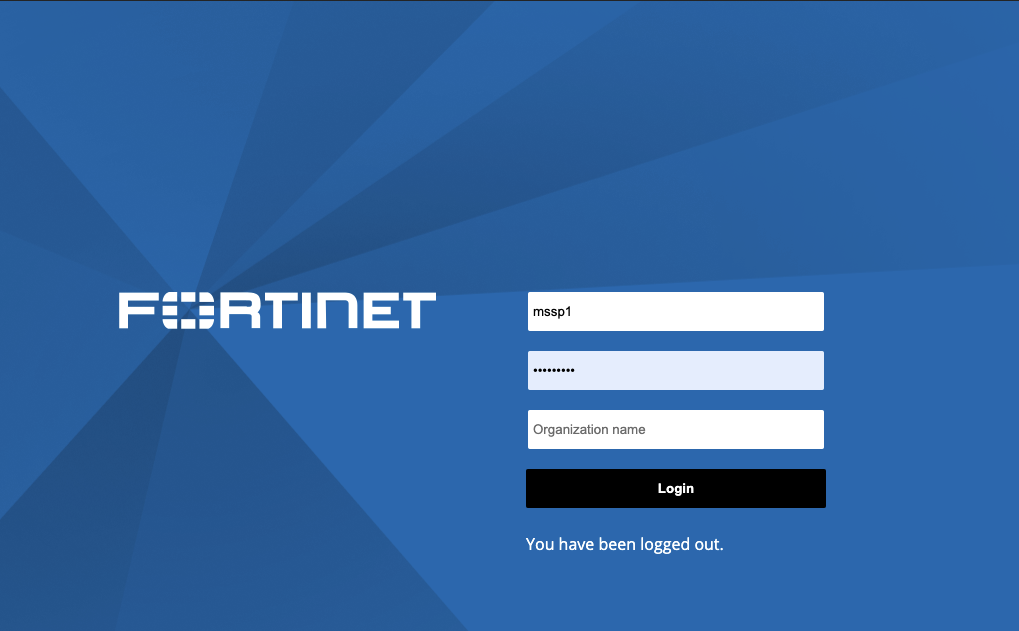 FORTINET
mssp1
•••••••••
Organization name
Login
You have been logged out.